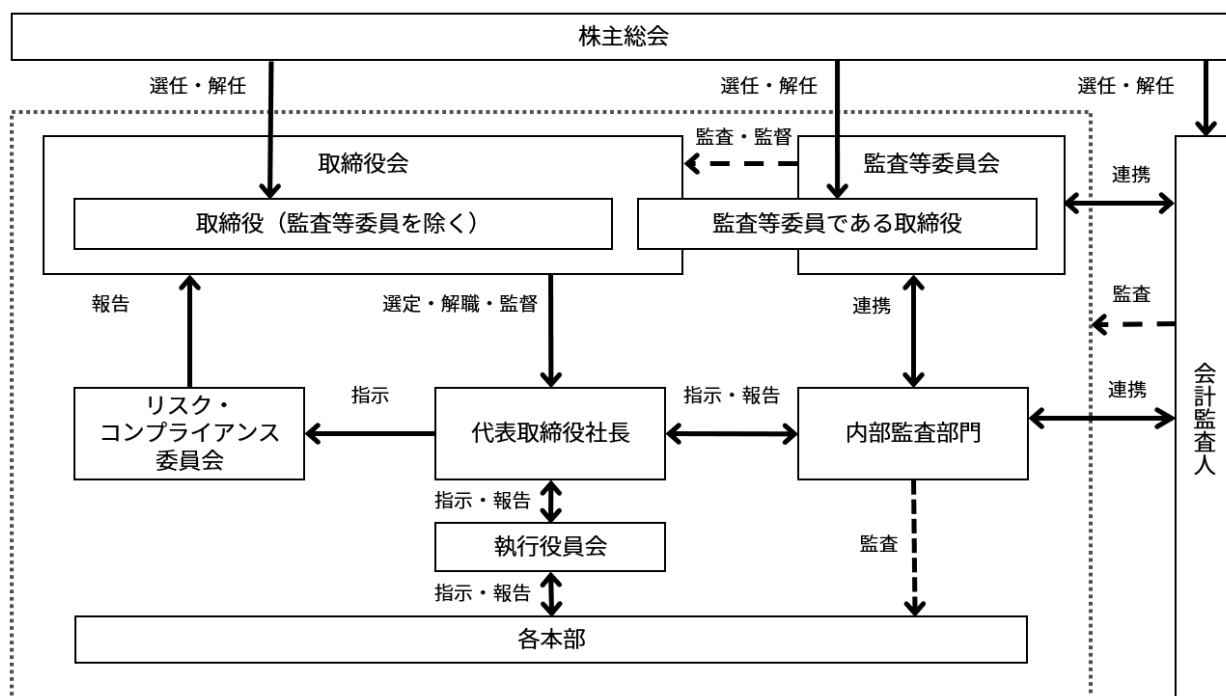 株主総会
選任・解任
選任・解任
選任・解任
監査・監督
取締役会
監査等委員会
連携
取締役（監査等委員を除く）
監査等委員である取締役
報告
選定・解職・監督
連携
監査
リスク・
コンプライアンス
委員会
指示
代表取締役社長
指示・報告
内部監査部門
連携
会計監査人
指示・報告
執行役員会
監査
指示・報告
各本部